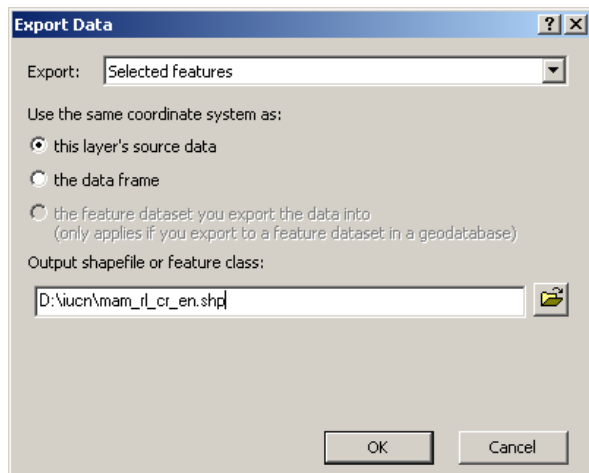 Export Data
Export: Selected features
Use the same coordinate system as:
this layer's source data
the data frame
the feature dataset you export the data into
(only applies if you export to a feature dataset in a geodatabase)
Output shapefile or feature class:
D:\iucn\mam_rl_cr_en.shp
OK Cancel